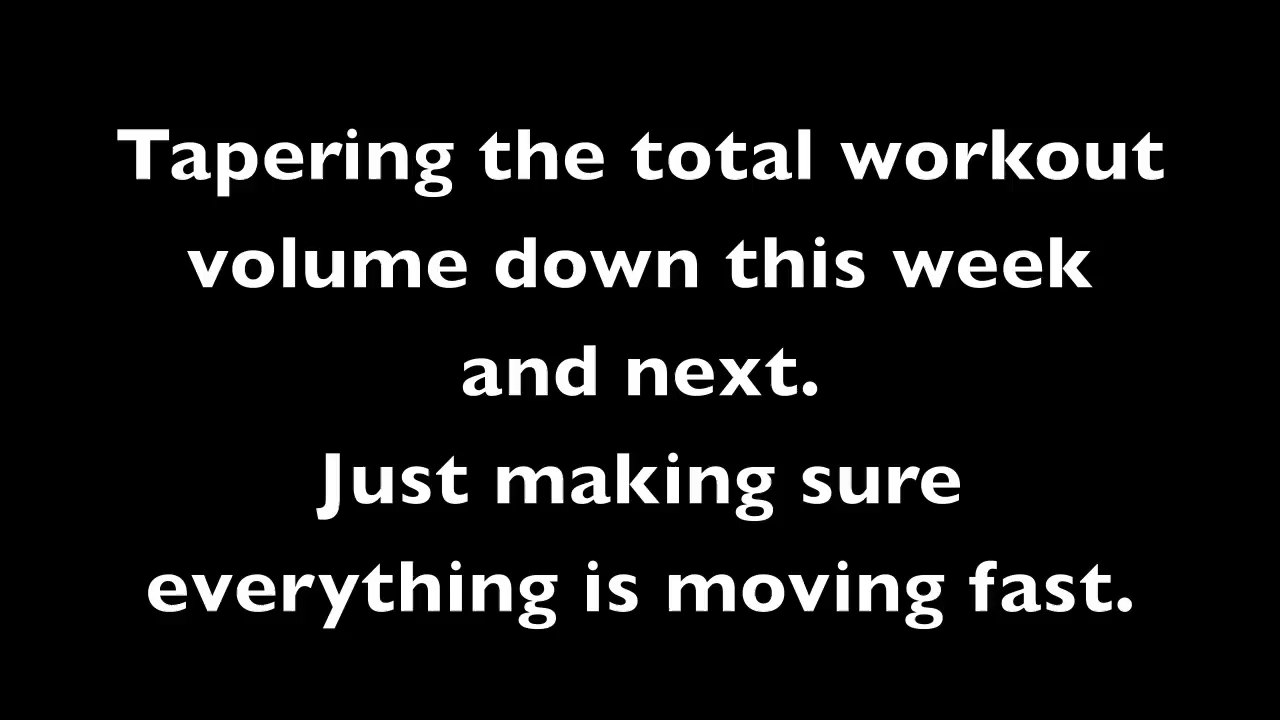 Tapering the total workout
volume down this week
and next.
Just making sure
everything is moving fast.